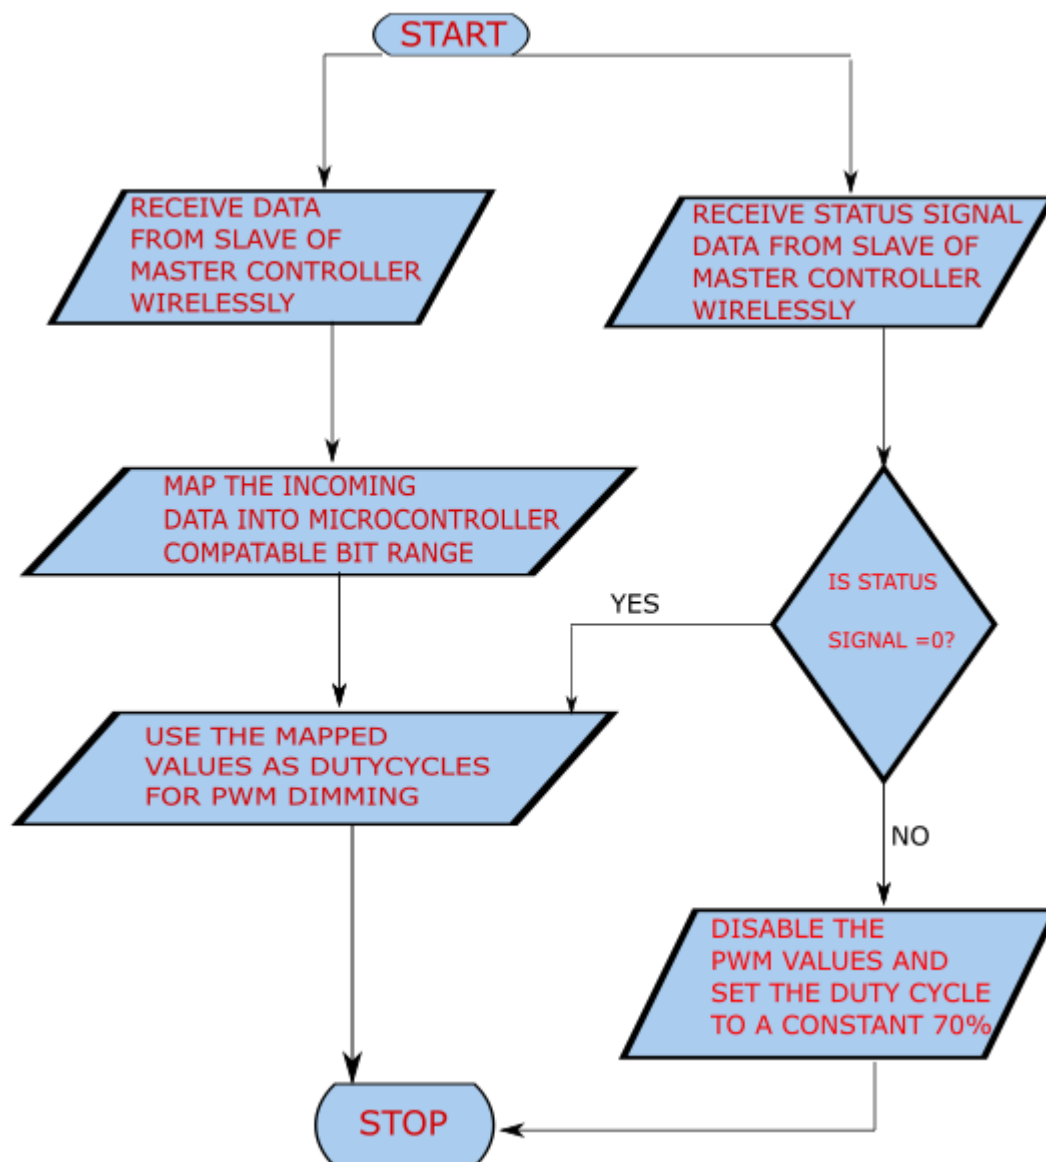 START
RECEIVE DATA
FROM SLAVE OF
MASTER CONTROLLER
WIRELESSLY
RECEIVE STATUS SIGNAL
DATA FROM SLAVE OF
MASTER CONTROLLER
WIRELESSLY
MAP THE INCOMING
DATA INTO MICROCONTROLLER
COMPATABLE BIT RANGE
IS STATUS
SIGNAL =0?
YES
USE THE MAPPED
VALUES AS DUTYCYCLES
FOR PWM DIMMING
NO
DISABLE THE
PWM VALUES AND
SET THE DUTY CYCLE
TO A CONSTANT 70%
STOP